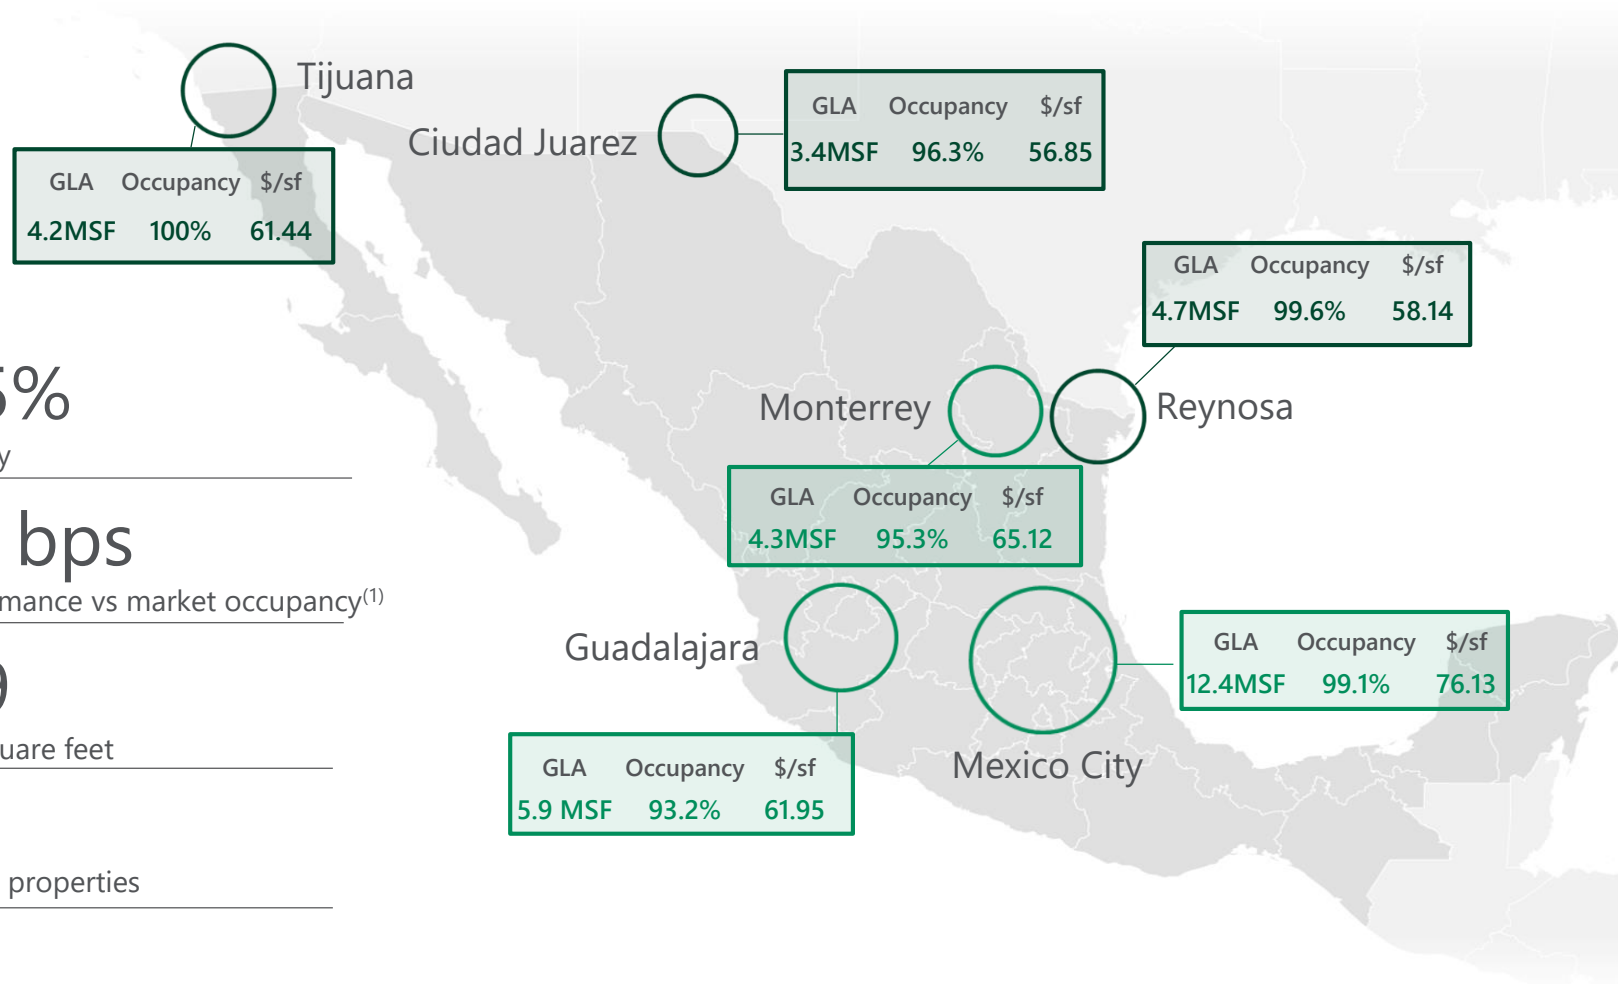 Tijuana
GLA Occupancy $/sf
4.2MSF 100% 61.44
Ciudad Juarez
GLA Occupancy $/sf
3.4MSF 96.3% 56.85
GLA Occupancy $/sf
4.7MSF 99.6% 58.14
Reynosa
Monterrey
GLA Occupancy $/sf
4.3MSF 95.3% 65.12
Guadalajara
GLA Occupancy $/sf
5.9 MSF 93.2% 61.95
Mexico City
GLA Occupancy $/sf
12.4MSF 99.1% 76.13
%
bps
vs market occupancy(1)
feet
properties